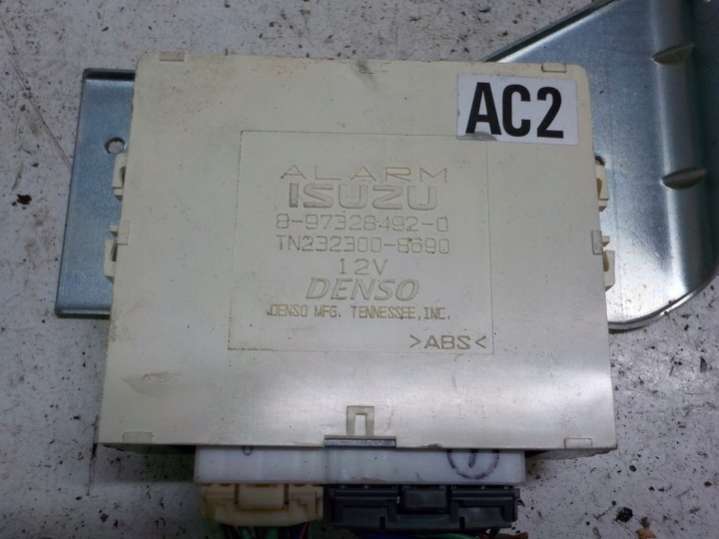 AC2
ALARM
ISUZU
8-97328492-0
TN232300-8690
12V
DENSO
DENSO MFG. TENNESSEE, INC.
>ABS<